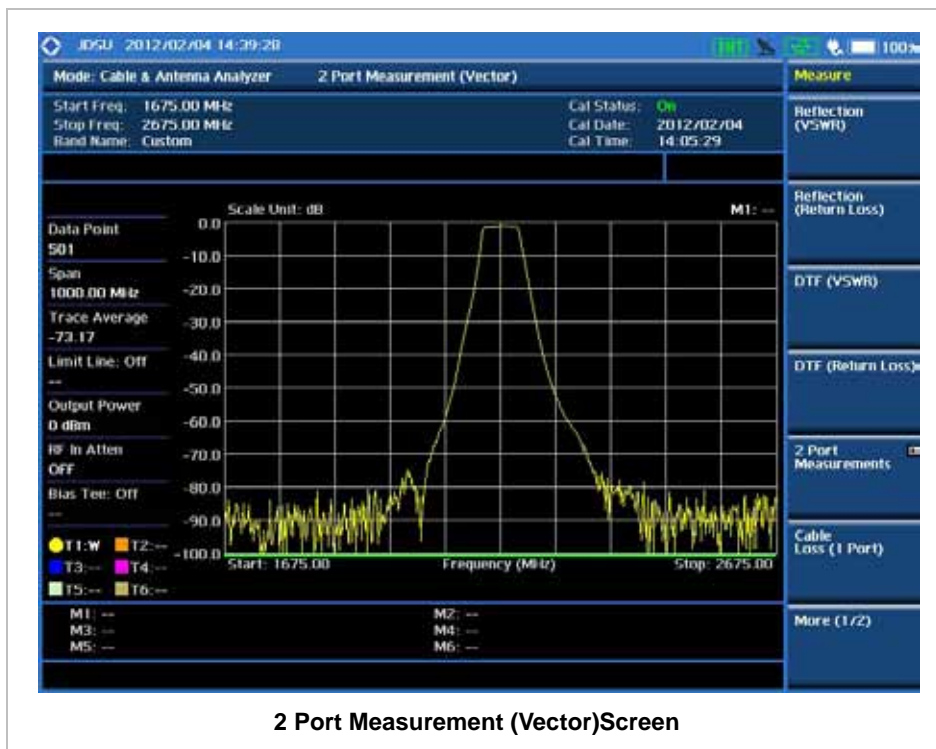 JDSU 2012/02/04 14:39:28
100%
Mode: Cable & Antenna Analyzer 2 Port Measurement (Vector)
Measure
Start Freq: 1675.00 MHz
Stop Freq: 2675.00 MHz
Band Name: Custom
Cal Status: On
Cal Date: 2012/02/04
Cal Time: 14:05:29
Scale Unit: dB
M1: --
Data Point
501
Span
1000.00 MHz
Trace Average
-73.17
Limit Line: Off
--
Output Power
0 dBm
RF In Atten
OFF
Bias Tee: Off
--
T1:W T2:--
T3:-- T4:--
T5:-- T6:--
0.0
-10.0
-20.0
-30.0
-40.0
-50.0
-60.0
-70.0
-80.0
-90.0
-100.0
Start: 1675.00 Frequency (MHz) Stop: 2675.00
M1: -- M2: --
M3: -- M4: --
M5: -- M6: --
Reflection
(VSWR)
Reflection
(Return Loss)
DTF (VSWR)
DTF (Return Loss)
2 Port
Measurements
Cable
Loss (1 Port)
More (1/2)
2 Port Measurement (Vector)Screen